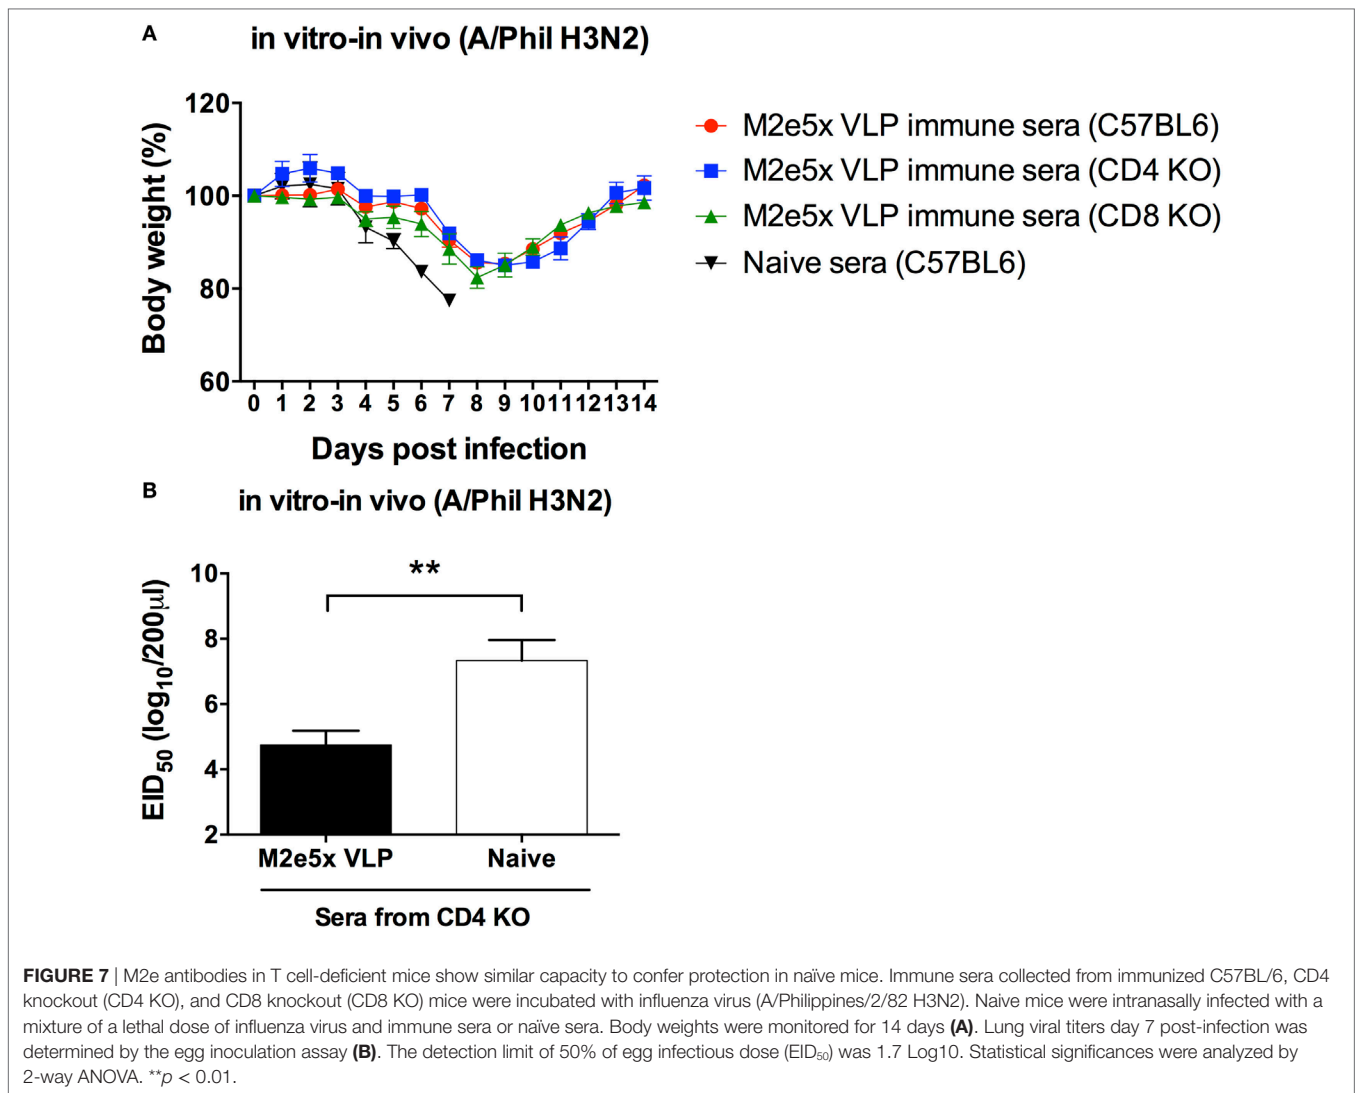 A
in vitro-in vivo (A/Phil H3N2)
120
100
80
60
Body weight (%)
0 1 2 3 4 5 6 7 8 9 10 11 12 13 14
Days post infection
M2e5x VLP immune sera (C57BL6)
M2e5x VLP immune sera (CD4 KO)
M2e5x VLP immune sera (CD8 KO)
Naive sera (C57BL6)
B
in vitro-in vivo (A/Phil H3N2)
10
8
6
4
2
EID50 (log10/200µl)
**
M2e5x VLP Naive
Sera from CD4 KO
FIGURE 7 | M2e antibodies in T cell-deficient mice show similar capacity to confer protection in naïve mice. Immune sera collected from immunized C57BL/6, CD4
knockout (CD4 KO), and CD8 knockout (CD8 KO) mice were incubated with influenza virus (A/Philippines/2/82 H3N2). Naive mice were intranasally infected with a
mixture of a lethal dose of influenza virus and immune sera or naïve sera. Body weights were monitored for 14 days (A). Lung viral titers day 7 post-infection was
determined by the egg inoculation assay (B). The detection limit of 50% of egg infectious dose (EID50) was 1.7 Log10. Statistical significances were analyzed by
2-way ANOVA. **p < 0.01.